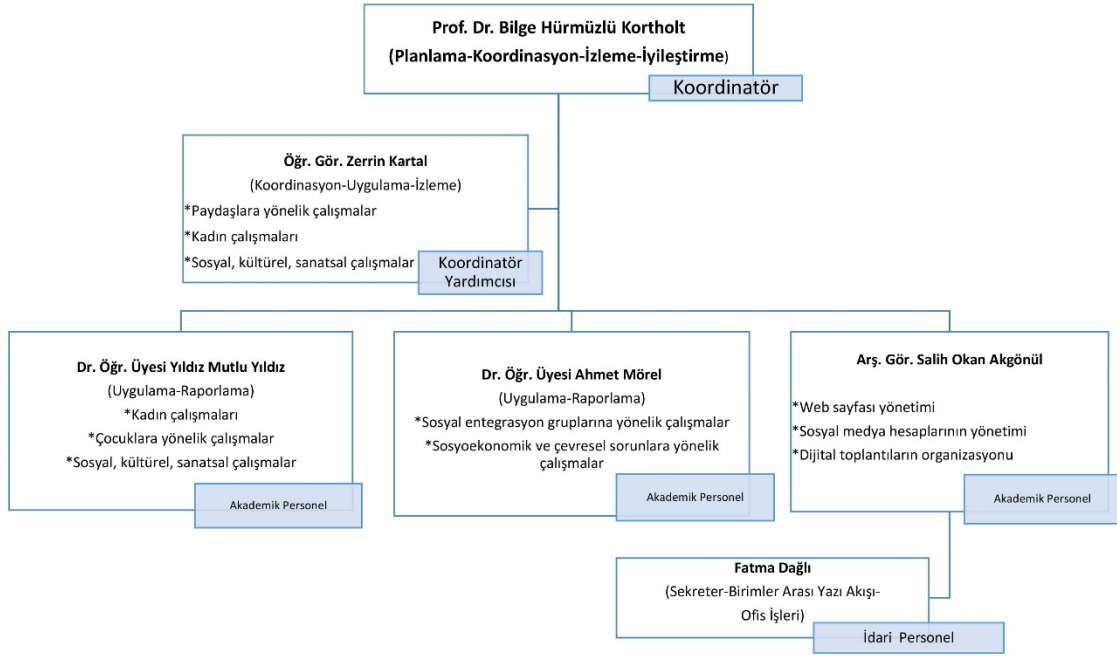 Prof. Dr. Bilge Hürmüzlü Kortholt
(Planlama-Koordinasyon-İzleme-İyileştirme)
Koordinatör
Öğr. Gör. Zerrin Kartal
(Koordinasyon-Uygulama-İzleme)
*Paydaşlara yönelik çalışmalar
*Kadın çalışmaları
*Sosyal, kültürel, sanatsal çalışmalar
Koordinatör
Yardımcısı
Dr. Öğr. Üyesi Yıldız Mutlu Yıldız
(Uygulama-Raporlama)
*Kadın çalışmaları
*Çocuklara yönelik çalışmalar
*Sosyal, kültürel, sanatsal çalışmalar
Akademik Personel
Dr. Öğr. Üyesi Ahmet Mörel
(Uygulama-Raporlama)
*Sosyal entegrasyon gruplarına yönelik çalışmalar
*Sosyoekonomik ve çevresel sorunlara yönelik
çalışmalar
Akademik Personel
Arş. Gör. Salih Okan Akgönül
*Web sayfası yönetimi
*Sosyal medya hesaplarının yönetimi
*Dijital toplantıların organizasyonu
Akademik Personel
Fatma Dağlı
(Sekreter-Birimler Arası Yazı Akışı-
Ofis İşleri)
İdari Personel